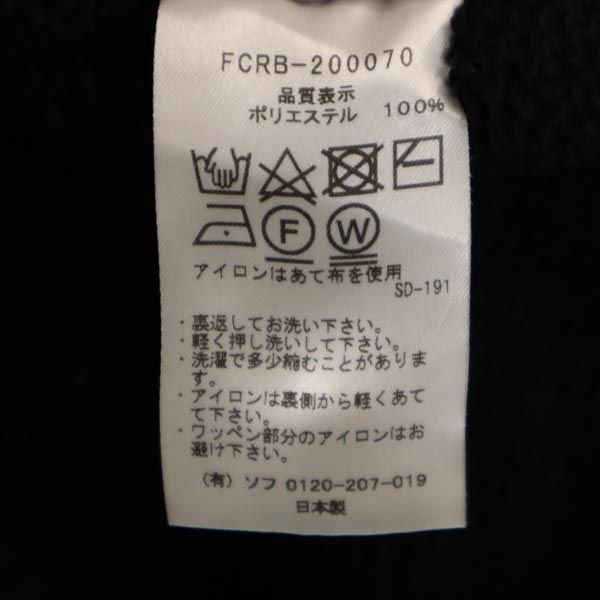 FCRB-200070
品質表示
ポリエステル 100%
F W
アイロンはあて布を使用
SD-191
・裏返してお洗い下さい。
・軽く押し洗いして下さい。
・洗濯で多少縮むことがありま
す。
・アイロンは裏側から軽くあて
て下さい。
・ワッペン部分のアイロンはお
避け下さい。
(有) ソフ 0120-207-019
日本製